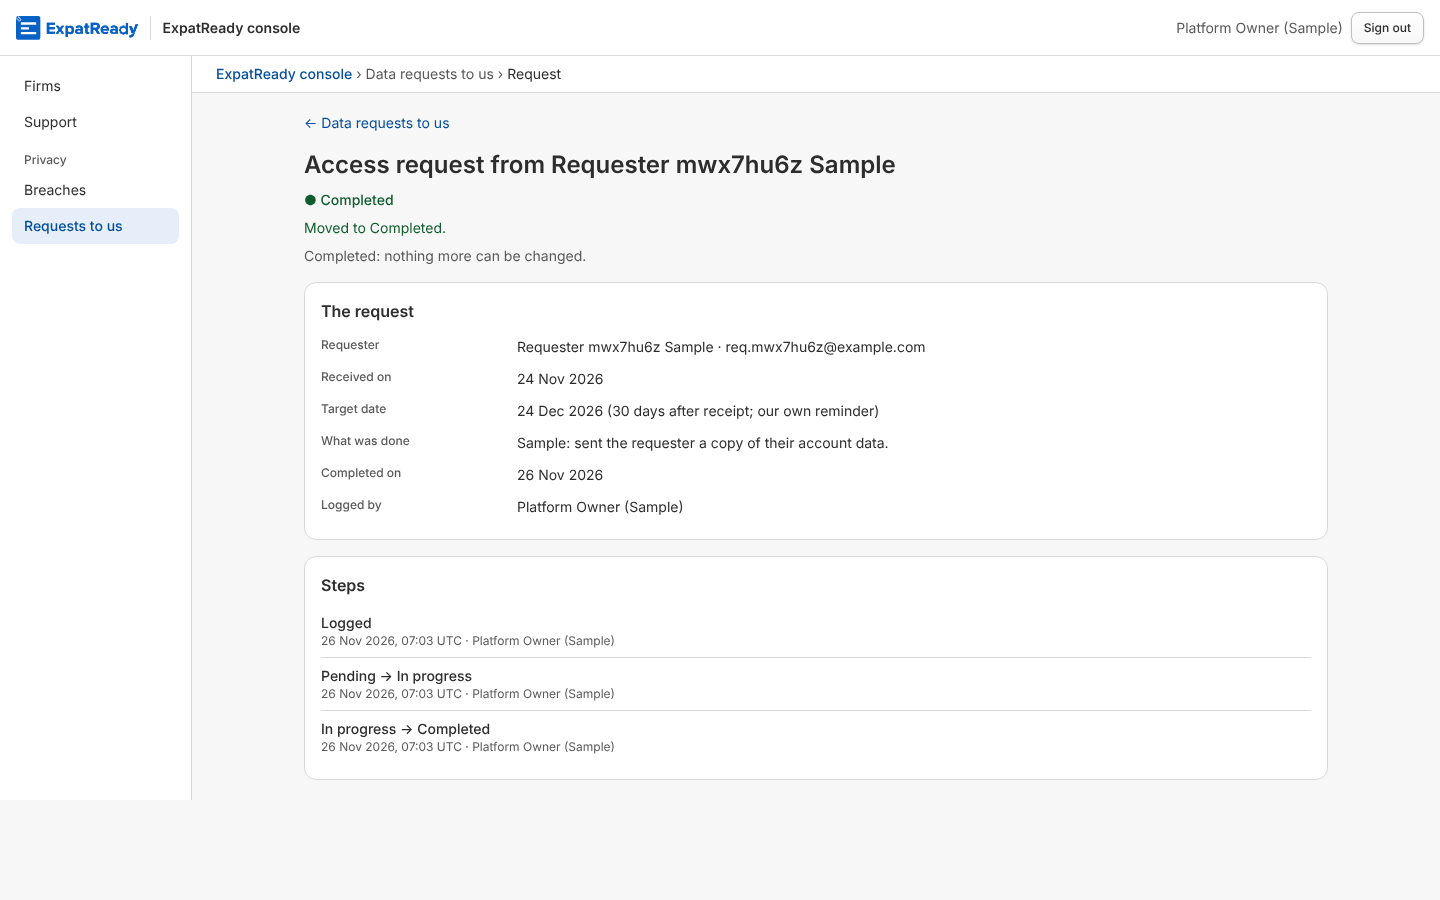 ExpatReady
ExpatReady console
Platform Owner (Sample)
Sign out
Firms
Support
Privacy
Breaches
Requests to us
ExpatReady console › Data requests to us › Request
← Data requests to us
Access request from Requester mwx7hu6z Sample
● Completed
Moved to Completed.
Completed: nothing more can be changed.
The request
Requester Requester mwx7hu6z Sample · req.mwx7hu6z@example.com
Received on 24 Nov 2026
Target date 24 Dec 2026 (30 days after receipt; our own reminder)
What was done Sample: sent the requester a copy of their account data.
Completed on 26 Nov 2026
Logged by Platform Owner (Sample)
Steps
Logged
26 Nov 2026, 07:03 UTC · Platform Owner (Sample)
Pending → In progress
26 Nov 2026, 07:03 UTC · Platform Owner (Sample)
In progress → Completed
26 Nov 2026, 07:03 UTC · Platform Owner (Sample)